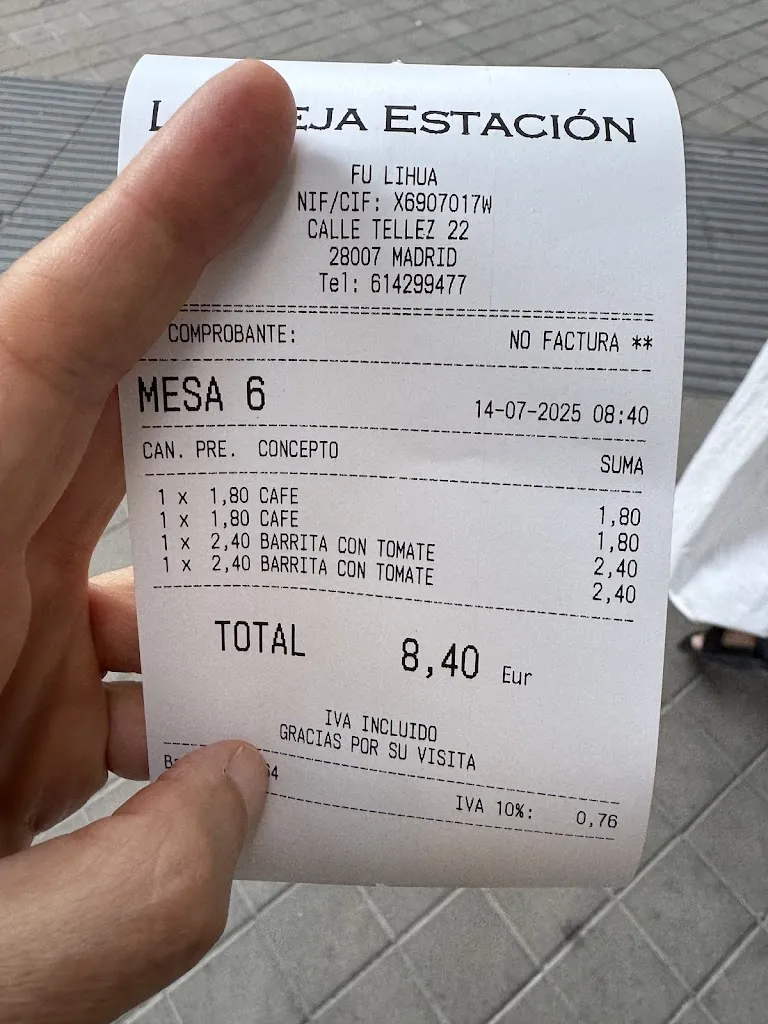 EJA ESTACIÓN
FU LIHUA
NIF/CIF: X6907017W
CALLE TELLEZ 22
28007 MADRID
Tel: 614299477
COMPROBANTE: NO FACTURA **
MESA 6 14-07-2025 08:40
CAN. PRE. CONCEPTO SUMA
1 x 1,80 CAFE 1,80
1 x 1,80 CAFE 1,80
1 x 2,40 BARRITA CON TOMATE 2,40
1 x 2,40 BARRITA CON TOMATE 2,40
TOTAL 8,40 Eur
IVA INCLUIDO
GRACIAS POR SU VISITA
64
IVA 10%: 0,76